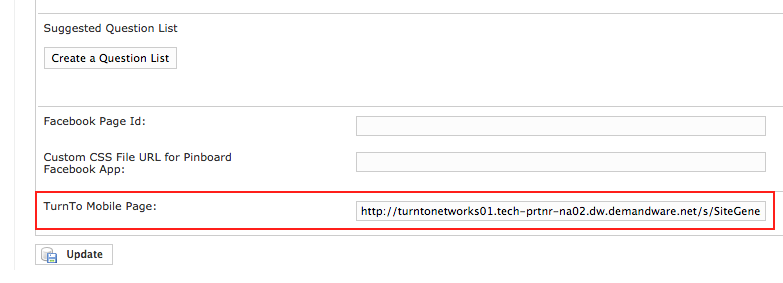 Suggested Question List
Create a Question List
Facebook Page Id:
Custom CSS File URL for Pinboard
Facebook App:
TurnTo Mobile Page:
http://turntonetworks01.tech-prtnr-na02.dw.demandware.net/s/SiteGene
Update